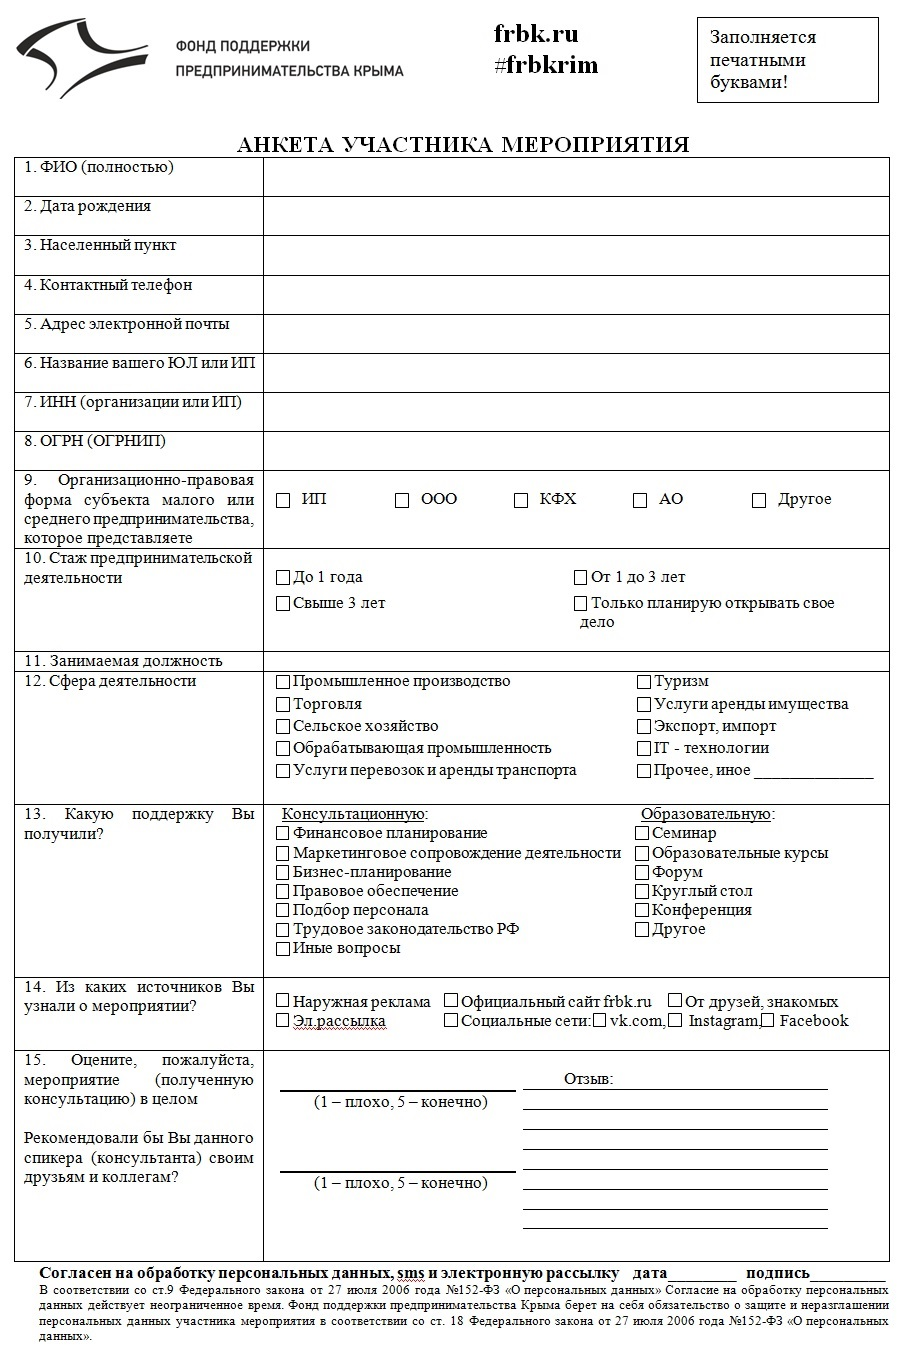 ФОНД ПОДДЕРЖКИ
ПРЕДПРИНИМАТЕЛЬСТВА КРЫМА
frbk.ru
#frbkrim
Заполняется
печатными
буквами!
АНКЕТА УЧАСТНИКА МЕРОПРИЯТИЯ
1. ФИО (полностью)
2. Дата рождения
3. Населенный пункт
4. Контактный телефон
5. Адрес электронной почты
6. Название вашего ЮЛ или ИП
7. ИНН (организации или ИП)
8. ОГРН (ОГРНИП)
9. Организационно-правовая
форма субъекта малого или
среднего предпринимательства,
которое представляете
ИП ООО КФХ АО Другое
10. Стаж предпринимательской
деятельности
До 1 года От 1 до 3 лет
Свыше 3 лет Только планирую открывать свое
дело
11. Занимаемая должность
12. Сфера деятельности
Промышленное производство Туризм
Торговля Услуги аренды имущества
Сельское хозяйство Экспорт, импорт
Обрабатывающая промышленность IT - технологии
Услуги перевозок и аренды транспорта Прочее, иное _______________
13. Какую поддержку Вы
получили?
Консультационную: Образовательную:
Финансовое планирование Семинар
Маркетинговое сопровождение деятельности Образовательные курсы
Бизнес-планирование Форум
Правовое обеспечение Круглый стол
Подбор персонала Конференция
Трудовое законодательство РФ Другое
Иные вопросы
14. Из каких источников Вы
узнали о мероприятии?
Наружная реклама Официальный сайт frbk.ru От друзей, знакомых
Эл.рассылка Социальные сети: vk.com, Instagram, Facebook
15. Оцените, пожалуйста,
мероприятие (полученную
консультацию) в целом
Рекомендовали бы Вы данного
спикера (консультанта) своим
друзьям и коллегам?
(1 – плохо, 5 – конечно)
(1 – плохо, 5 – конечно)
Отзыв:
Согласен на обработку персональных данных, sms и электронную рассылку дата_________ подпись__________
В соответствии со ст.9 Федерального закона от 27 июля 2006 года №152-ФЗ «О персональных данных» Согласие на обработку персональных
данных действует неограниченное время. Фонд поддержки предпринимательства Крыма берет на себя обязательство о защите и неразглашении
персональных данных участника мероприятия в соответствии со ст. 18 Федерального закона от 27 июля 2006 года №152-ФЗ «О персональных
данных».